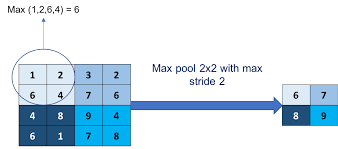 Max (1,2,6,4) = 6
1 2 3 2
6 4 7 6
4 8 9 4
6 1 7 8
Max pool 2x2 with max
stride 2
6 7
8 9